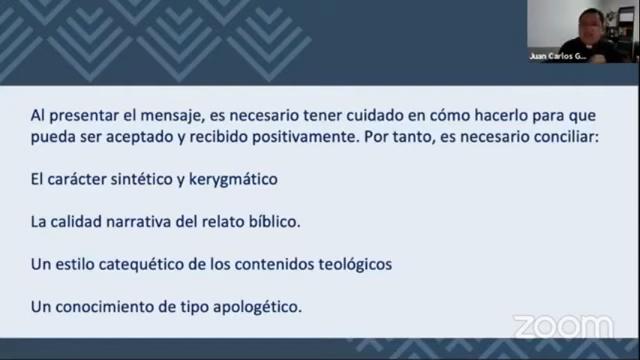 Juan Carlos G...
Al presentar el mensaje, es necesario tener cuidado en cómo hacerlo para que
pueda ser aceptado y recibido positivamente. Por tanto, es necesario conciliar:
El carácter sintético y kerygmático
La calidad narrativa del relato bíblico.
Un estilo catequético de los contenidos teológicos
Un conocimiento de tipo apologético.
zoom